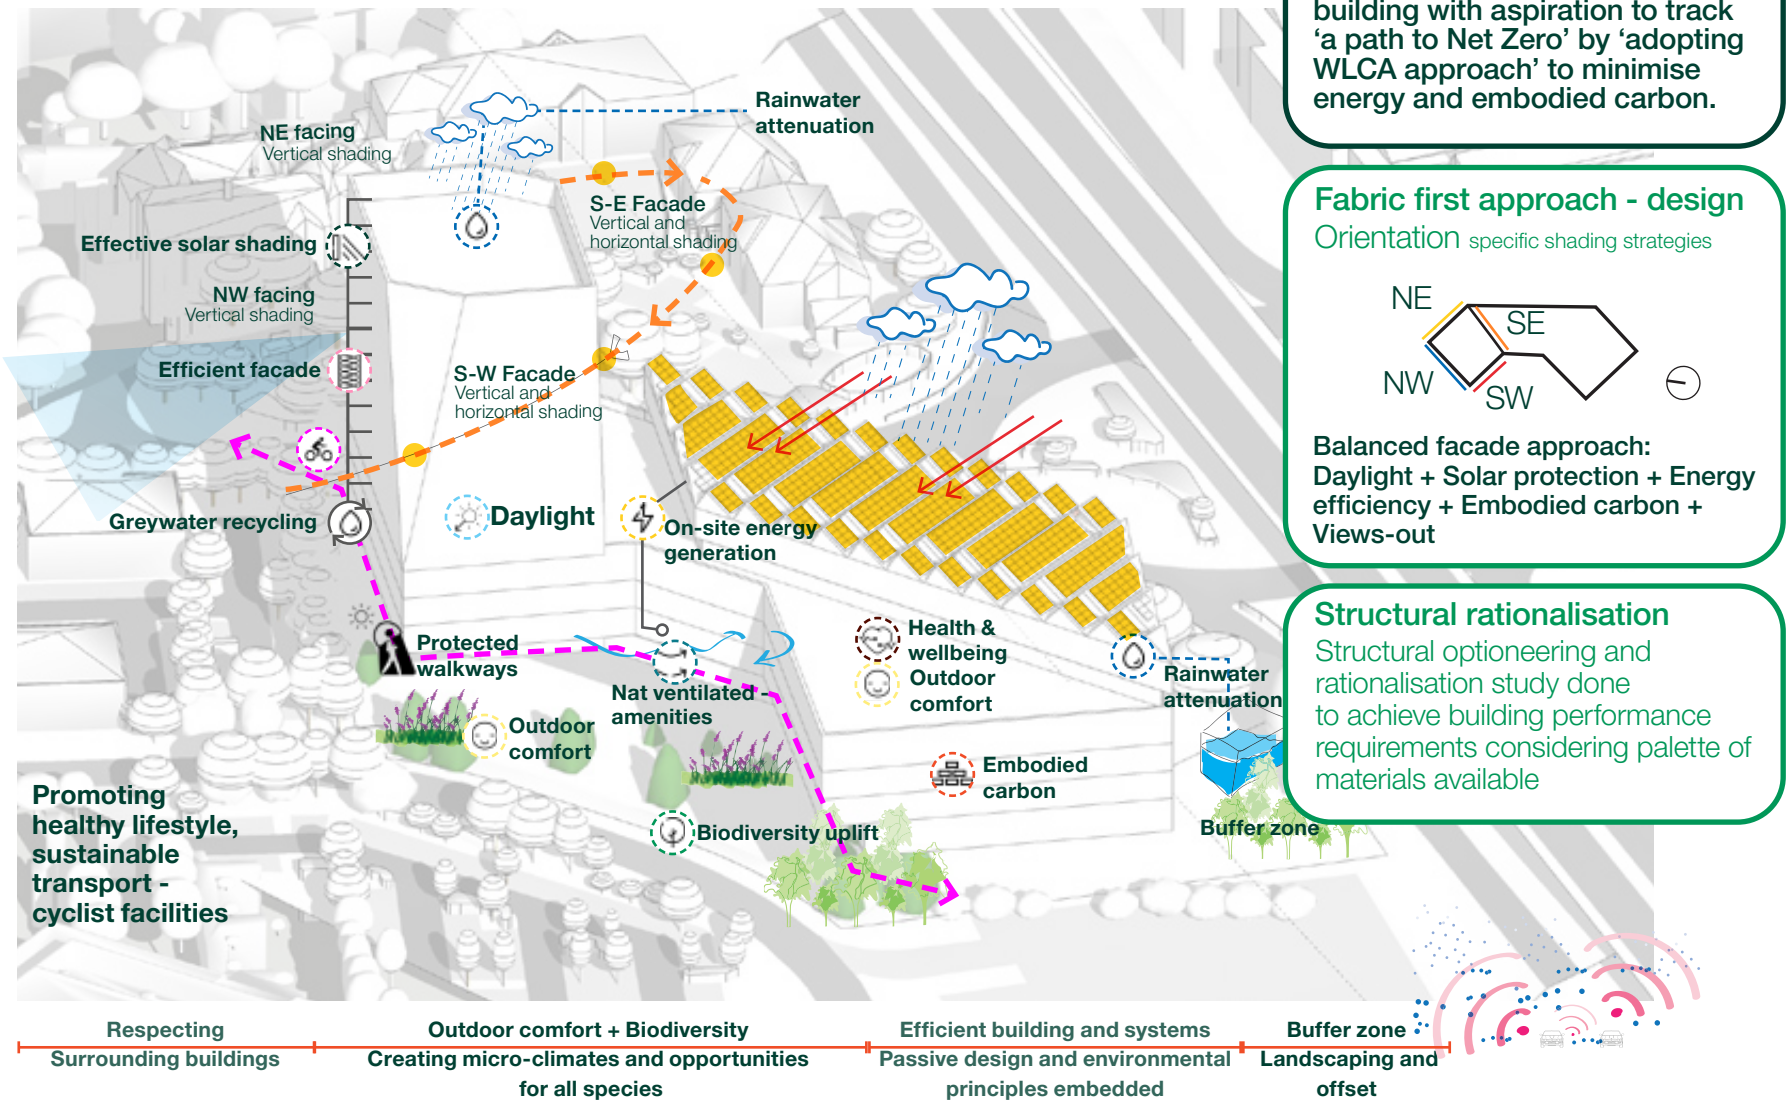 building with aspiration to track
‘a path to Net Zero’ by ‘adopting
WLCA approach’ to minimise
energy and embodied carbon.
Rainwater
attenuation
NE facing
Vertical shading
S-E Facade
Vertical and
horizontal shading
Effective solar shading
NW facing
Vertical shading
Efficient facade
S-W Facade
Vertical and
horizontal shading
Greywater recycling
Daylight
On-site energy
generation
Protected
walkways
Nat ventilated -
amenities
Health &
wellbeing
Outdoor
comfort
Rainwater
attenuation
Outdoor
comfort
Embodied
carbon
Biodiversity uplift
Buffer zone
Promoting
healthy lifestyle,
sustainable
transport -
cyclist facilities
Fabric first approach - design
Orientation specific shading strategies
NE
SE
NW
SW
Balanced facade approach:
Daylight + Solar protection + Energy
efficiency + Embodied carbon +
Views-out
Structural rationalisation
Structural optioneering and
rationalisation study done
to achieve building performance
requirements considering palette of
materials available
Respecting
Surrounding buildings
Outdoor comfort + Biodiversity
Creating micro-climates and opportunities
for all species
Efficient building and systems
Passive design and environmental
principles embedded
Buffer zone
Landscaping and
offset